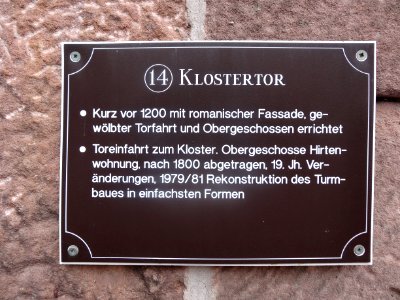 14 KLOSTERTOR
• Kurz vor 1200 mit romanischer Fassade, ge-
wölbter Torfahrt und Obergeschossen errichtet
• Toreinfahrt zum Kloster. Obergeschosse Hirten-
wohnung, nach 1800 abgetragen, 19. Jh. Ver-
änderungen, 1979/81 Rekonstruktion des Turm-
baues in einfachsten Formen